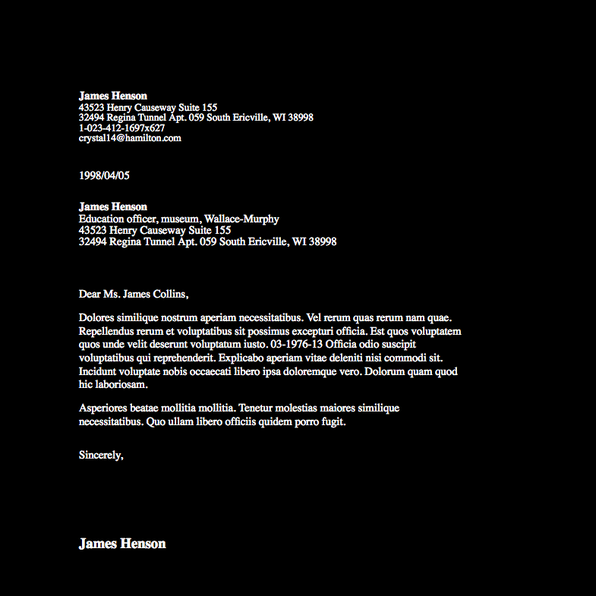 James Henson
43523 Henry Causeway Suite 155
32494 Regina Tunnel Apt. 059 South Ericville, WI 38998
1-023-412-1697x627
crystal14@hamilton.com
1998/04/05
James Henson
Education officer, museum, Wallace-Murphy
43523 Henry Causeway Suite 155
32494 Regina Tunnel Apt. 059 South Ericville, WI 38998
Dear Ms. James Collins,
Dolores similique nostrum aperiam necessitatibus. Vel rerum quas rerum nam quae.
Repellendus rerum et voluptatibus sit possimus excepturi officia. Est quos voluptatem
quos unde velit deserunt voluptatum iusto. 03-1976-13 Officia odio suscipit
voluptatibus qui reprehenderit. Explicabo aperiam vitae deleniti nisi commodi sit.
Incidunt voluptate nobis occaecati libero ipsa doloremque vero. Dolorum quam quod
hic laboriosam.
Asperiores beatae mollitia mollitia. Tenetur molestias maiores similique
necessitatibus. Quo ullam libero officiis quidem porro fugit.
Sincerely,
James Henson